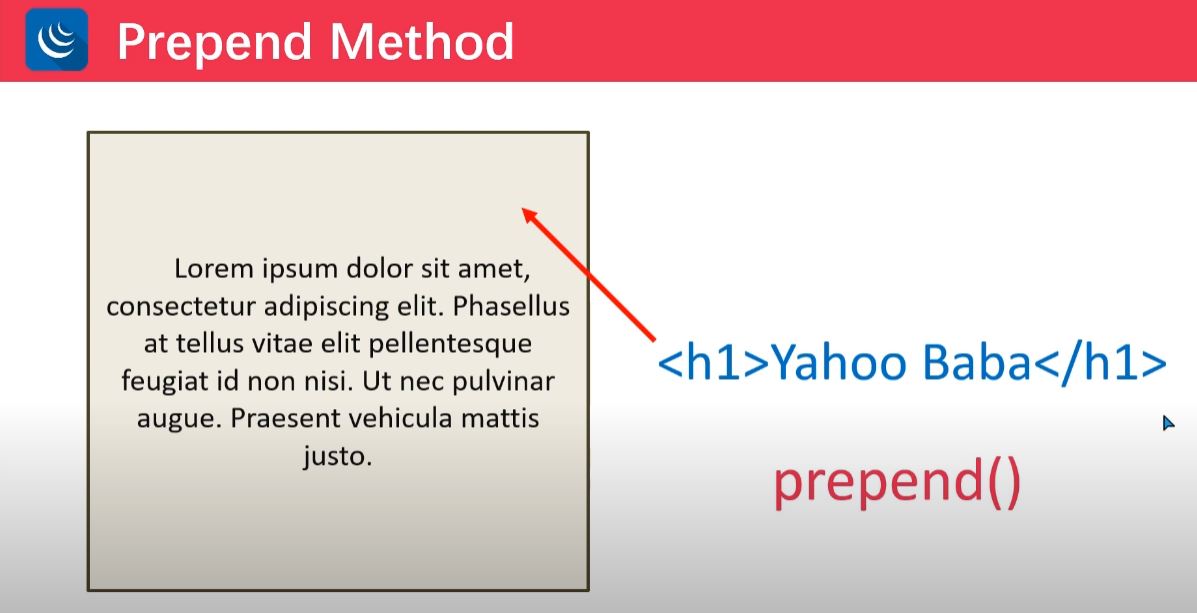 Prepend Method
Lorem ipsum dolor sit amet,
consectetur adipiscing elit. Phasellus
at tellus vitae elit pellentesque
feugiat id non nisi. Ut nec pulvinar
augue. Praesent vehicula mattis
justo.
<h1>Yahoo Baba</h1>
prepend()